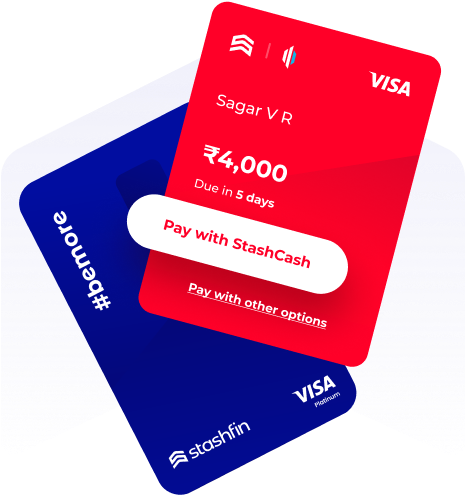 VISA
Sagar V R
₹4,000
Due in 5 days
Pay with StashCash
Pay with other options
#bemore
VISA
Platinum
stashfin